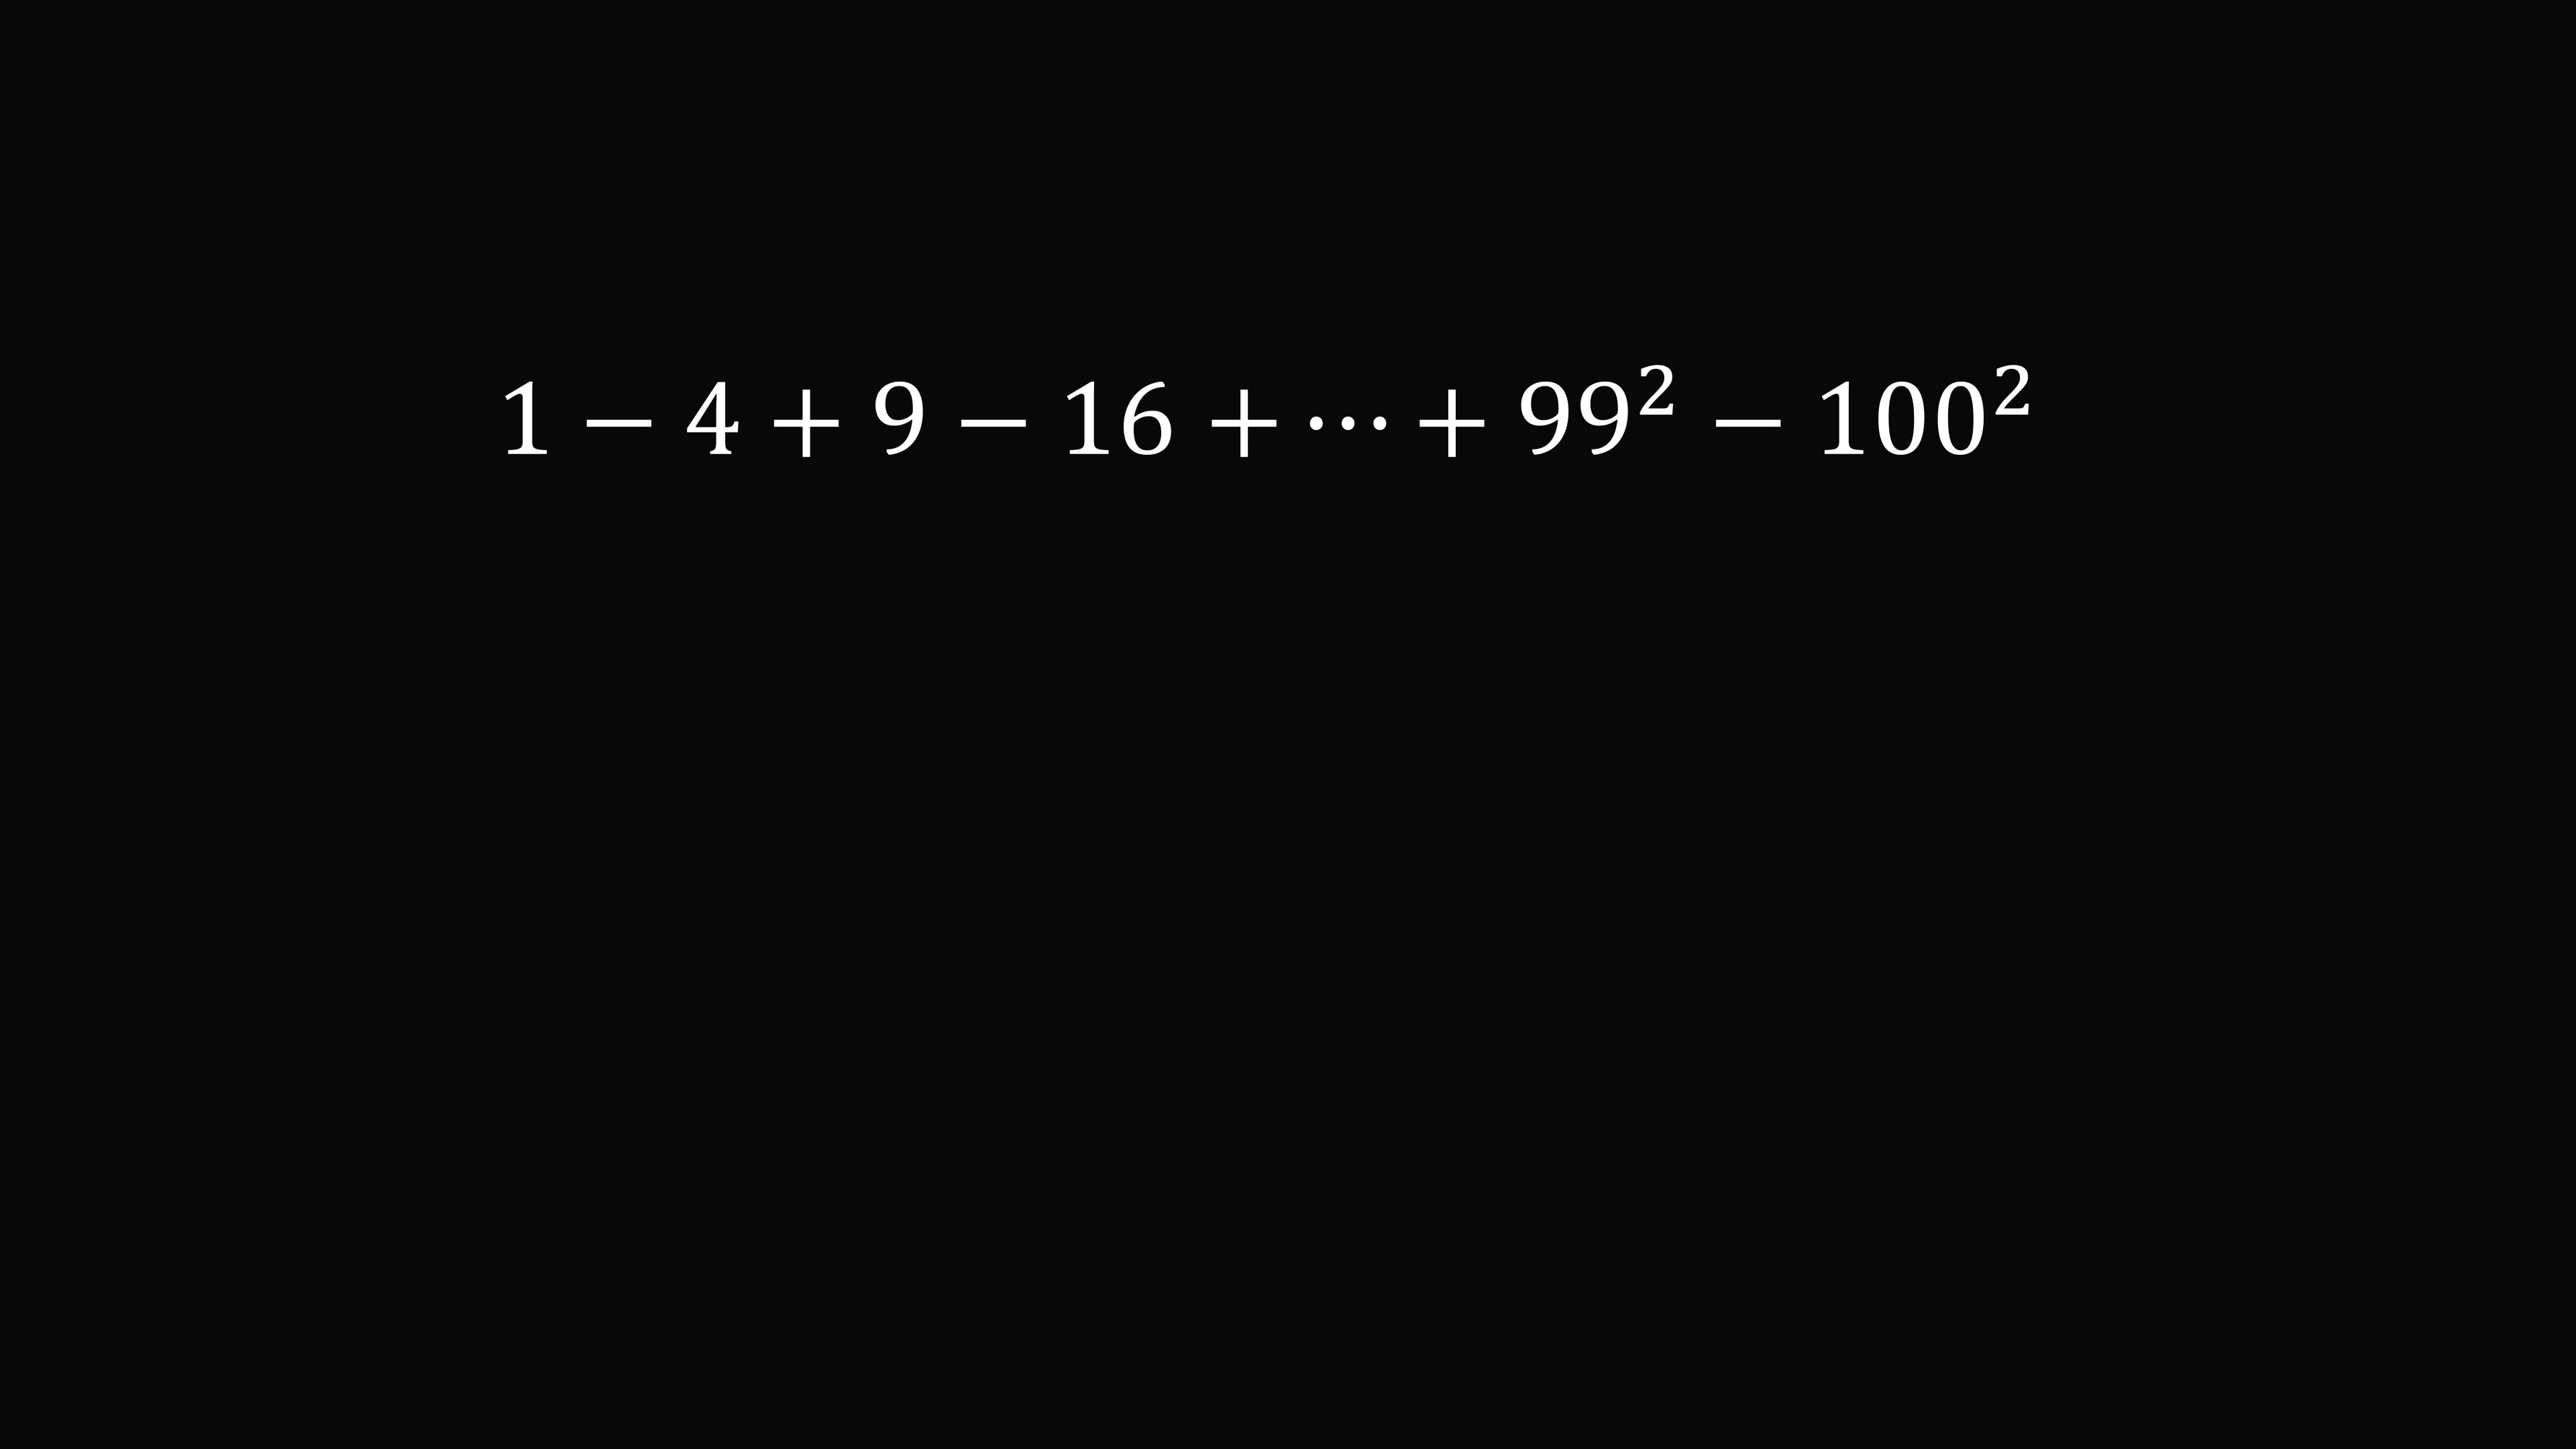 1 − 4 + 9 − 16 + ⋯ + 99² − 100²